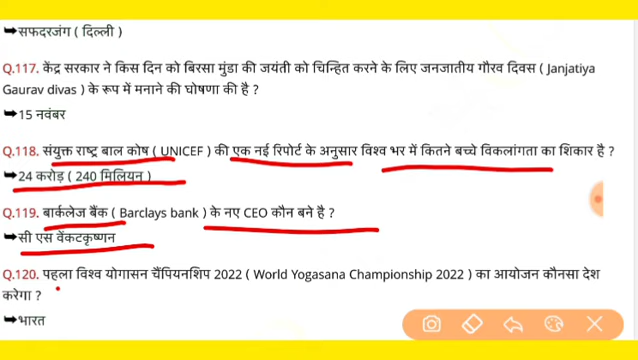 ➥सफदरजंग ( दिल्ली )
Q.117. केंद्र सरकार ने किस दिन को बिरसा मुंडा की जयंती को चिन्हित करने के लिए जनजातीय गौरव दिवस ( Janjatiya
Gaurav divas ) के रूप में मनाने की घोषणा की है ?
➥15 नवंबर
Q.118. संयुक्त राष्ट्र बाल कोष ( UNICEF ) की एक नई रिपोर्ट के अनुसार विश्व भर में कितने बच्चे विकलांगता का शिकार है ?
➥24 करोड़ ( 240 मिलियन )
Q.119. बार्कलेज बैंक ( Barclays bank ) के नए CEO कौन बने है ?
➥सी एस वेंकटकृष्णन
Q.120. पहला विश्व योगासन चैंपियनशिप 2022 ( World Yogasana Championship 2022 ) का आयोजन कौनसा देश
करेगा ?
➥भारत